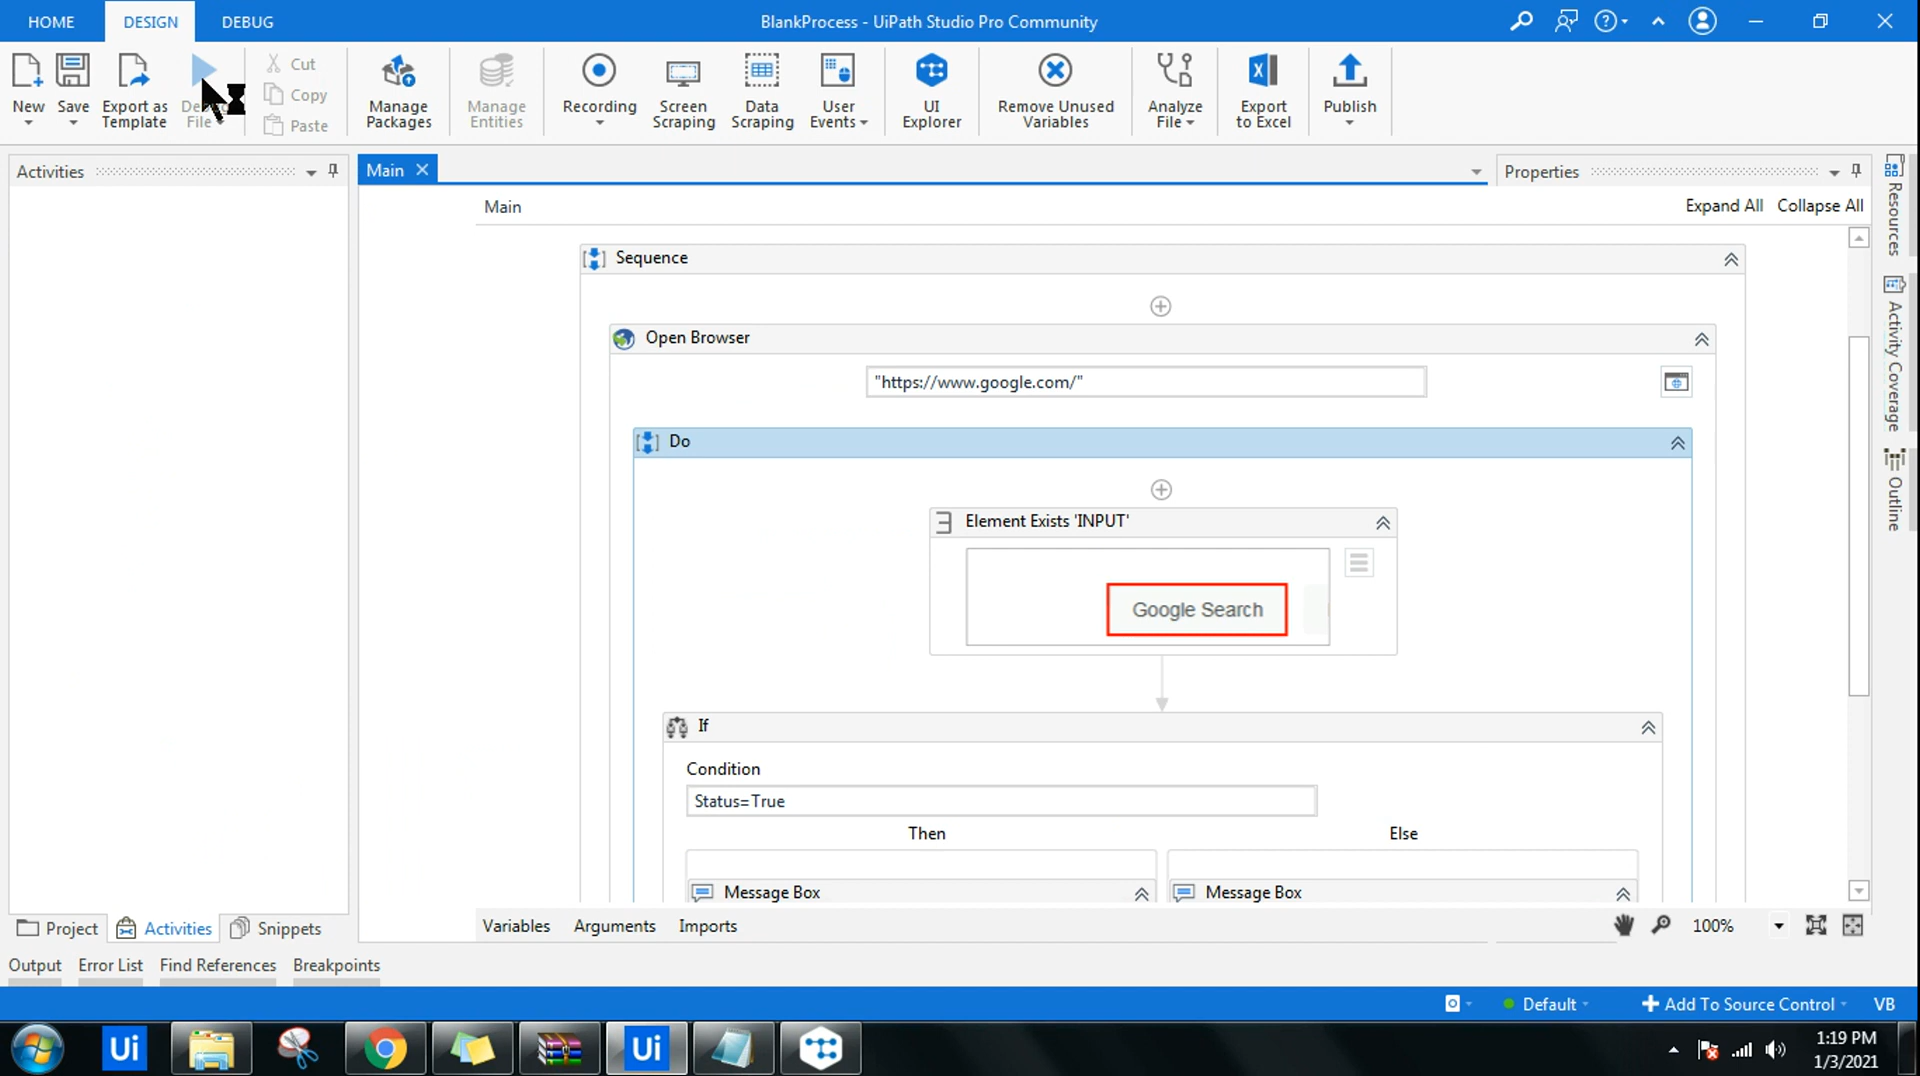 HOME DESIGN DEBUG BlankProcess - UiPath Studio Pro Community
New Save Export as Template Debug File Cut Copy Paste
Manage Packages Manage Entities Recording Screen Scraping Data Scraping User Events UI Explorer Remove Unused Variables Analyze File Export to Excel Publish
Activities Main Properties
Main Expand All Collapse All
Resources
Activity Coverage
Outline
Sequence
Open Browser
"https://www.google.com/"
Do
Element Exists 'INPUT'
Google Search
If
Condition
Status=True
Then Else
Message Box Message Box
Project Activities Snippets Variables Arguments Imports 100%
Output Error List Find References Breakpoints
Default Add To Source Control VB
Ui Ui 1:19 PM
1/3/2021